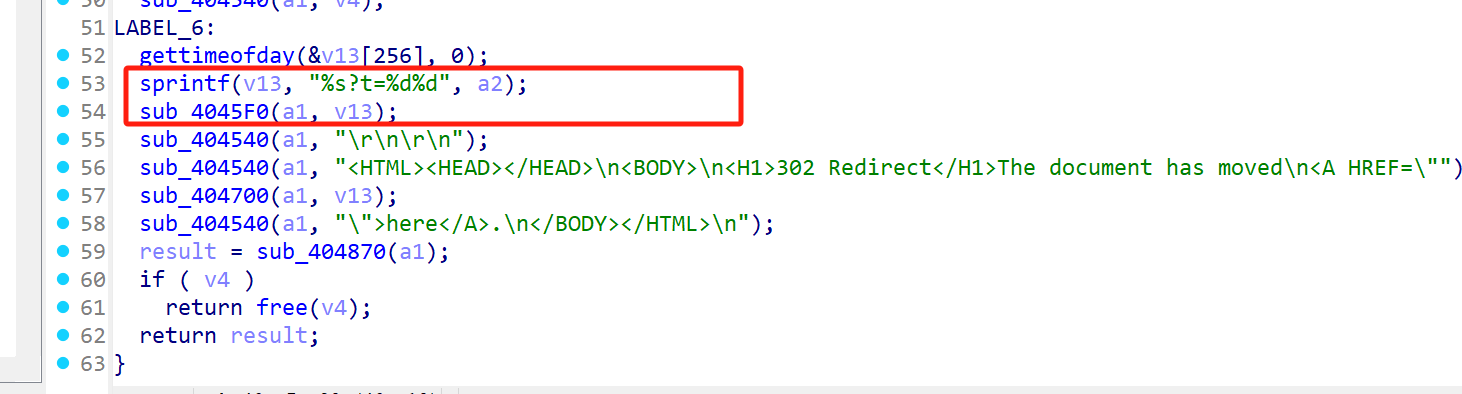 50 sub_404540(a1, v4);
51 LABEL_6:
52 gettimeofday(&v13[256], 0);
53 sprintf(v13, "%s?t=%d%d", a2);
54 sub_4045F0(a1, v13);
55 sub_404540(a1, "\r\n\r\n");
56 sub_404540(a1, "<HTML><HEAD></HEAD>\n<BODY>\n<H1>302 Redirect</H1>The document has moved\n<A HREF=\"")
57 sub_404700(a1, v13);
58 sub_404540(a1, "\">here</A>.\n</BODY></HTML>\n");
59 result = sub_404870(a1);
60 if ( v4 )
61 return free(v4);
62 return result;
63 }